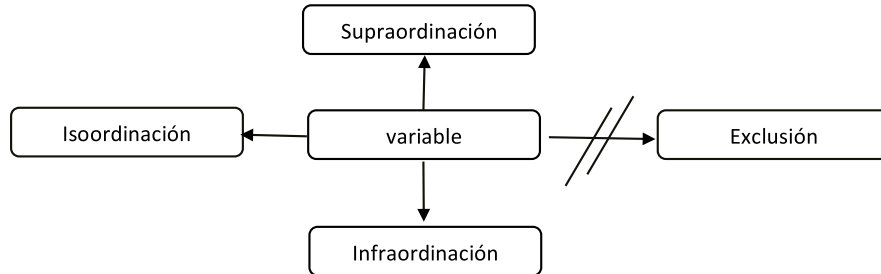 Supraordinación
Isoordinación
variable
Exclusión
Infraordinación